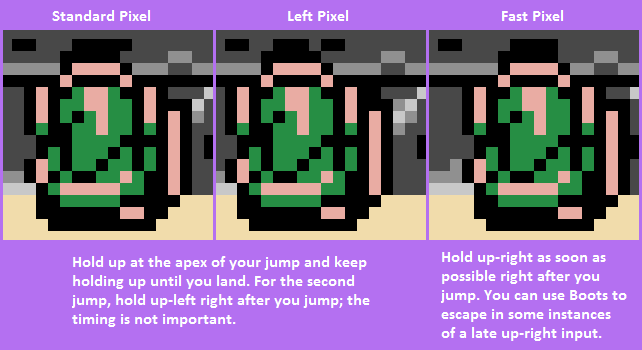 Standard Pixel
Left Pixel
Fast Pixel
Hold up at the apex of your jump and keep
holding up until you land. For the second
jump, hold up-left right after you jump; the
timing is not important.
Hold up-right as soon as
possible right after you
jump. You can use Boots to
escape in some instances
of a late up-right input.